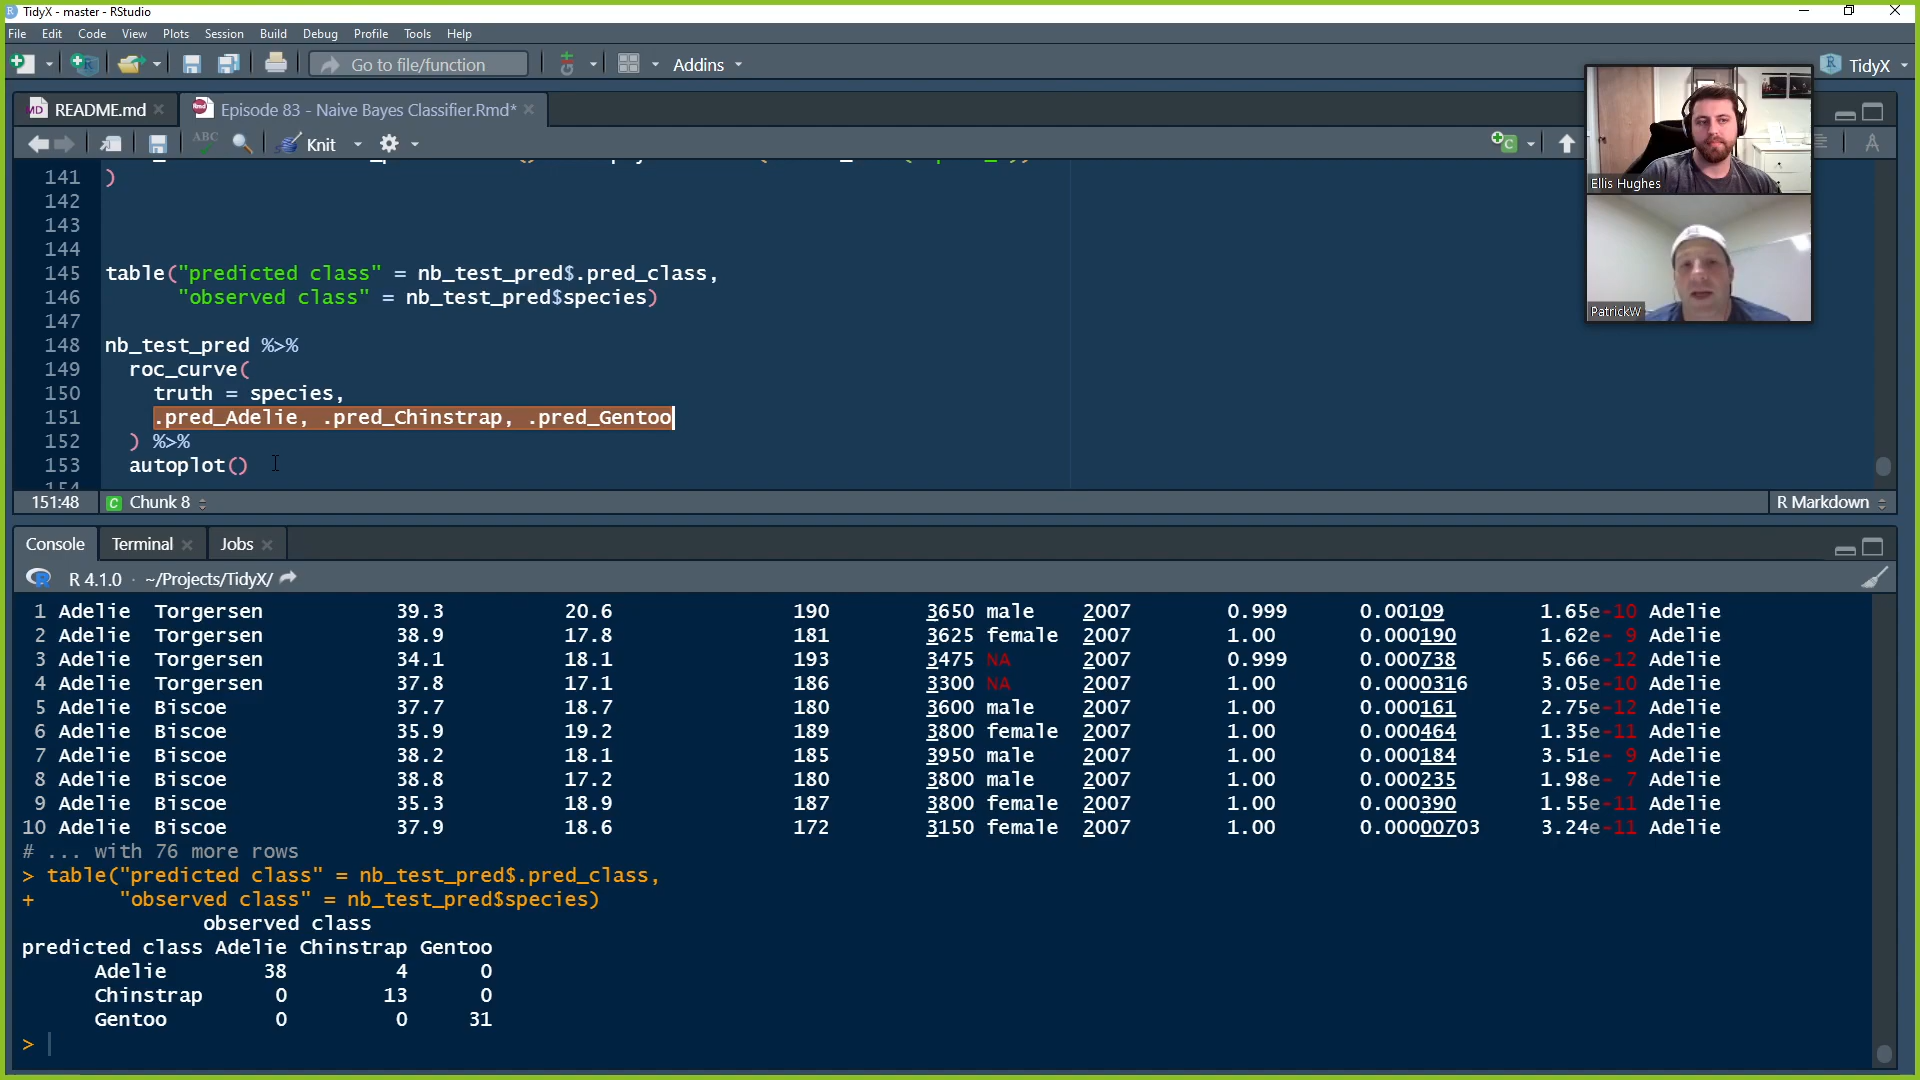 TidyX - master - RStudio
File Edit Code View Plots Session Build Debug Profile Tools Help
Go to file/function Addins TidyX
README.md Episode 83 - Naive Bayes Classifier.Rmd*
ABC Knit
Ellis Hughes
PatrickW
141 )
142
143
144
145 table("predicted class" = nb_test_pred$.pred_class,
146 "observed class" = nb_test_pred$species)
147
148 nb_test_pred %>%
149 roc_curve(
150 truth = species,
151 .pred_Adelie, .pred_Chinstrap, .pred_Gentoo
152 ) %>%
153 autoplot()
151:48 Chunk 8 R Markdown
Console Terminal Jobs
R 4.1.0 · ~/Projects/TidyX/
1 Adelie Torgersen 39.3 20.6 190 3650 male 2007 0.999 0.00109 1.65e-10 Adelie
2 Adelie Torgersen 38.9 17.8 181 3625 female 2007 1.00 0.000190 1.62e- 9 Adelie
3 Adelie Torgersen 34.1 18.1 193 3475 NA 2007 0.999 0.000738 5.66e-12 Adelie
4 Adelie Torgersen 37.8 17.1 186 3300 NA 2007 1.00 0.0000316 3.05e-10 Adelie
5 Adelie Biscoe 37.7 18.7 180 3600 male 2007 1.00 0.000161 2.75e-12 Adelie
6 Adelie Biscoe 35.9 19.2 189 3800 female 2007 1.00 0.000464 1.35e-11 Adelie
7 Adelie Biscoe 38.2 18.1 185 3950 male 2007 1.00 0.000184 3.51e- 9 Adelie
8 Adelie Biscoe 38.8 17.2 180 3800 male 2007 1.00 0.000235 1.98e- 7 Adelie
9 Adelie Biscoe 35.3 18.9 187 3800 female 2007 1.00 0.000390 1.55e-11 Adelie
10 Adelie Biscoe 37.9 18.6 172 3150 female 2007 1.00 0.00000703 3.24e-11 Adelie
# ... with 76 more rows
> table("predicted class" = nb_test_pred$.pred_class,
+ "observed class" = nb_test_pred$species)
observed class
predicted class Adelie Chinstrap Gentoo
Adelie 38 4 0
Chinstrap 0 13 0
Gentoo 0 0 31
>